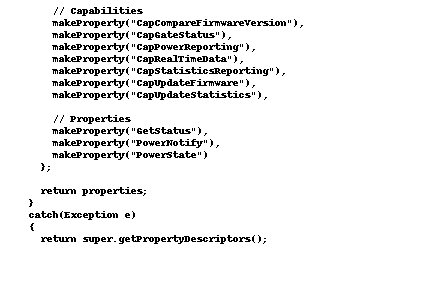 // Capabilities
makeProperty("CapCompareFirmwareVersion"),
makeProperty("CapGateStatus"),
makeProperty("CapPowerReporting"),
makeProperty("CapRealTimeData"),
makeProperty("CapStatisticsReporting"),
makeProperty("CapUpdateFirmware"),
makeProperty("CapUpdateStatistics"),
// Properties
makeProperty("GetStatus"),
makeProperty("PowerNotify"),
makeProperty("PowerState")
};
return properties;
}
catch(Exception e)
{
return super.getPropertyDescriptors();